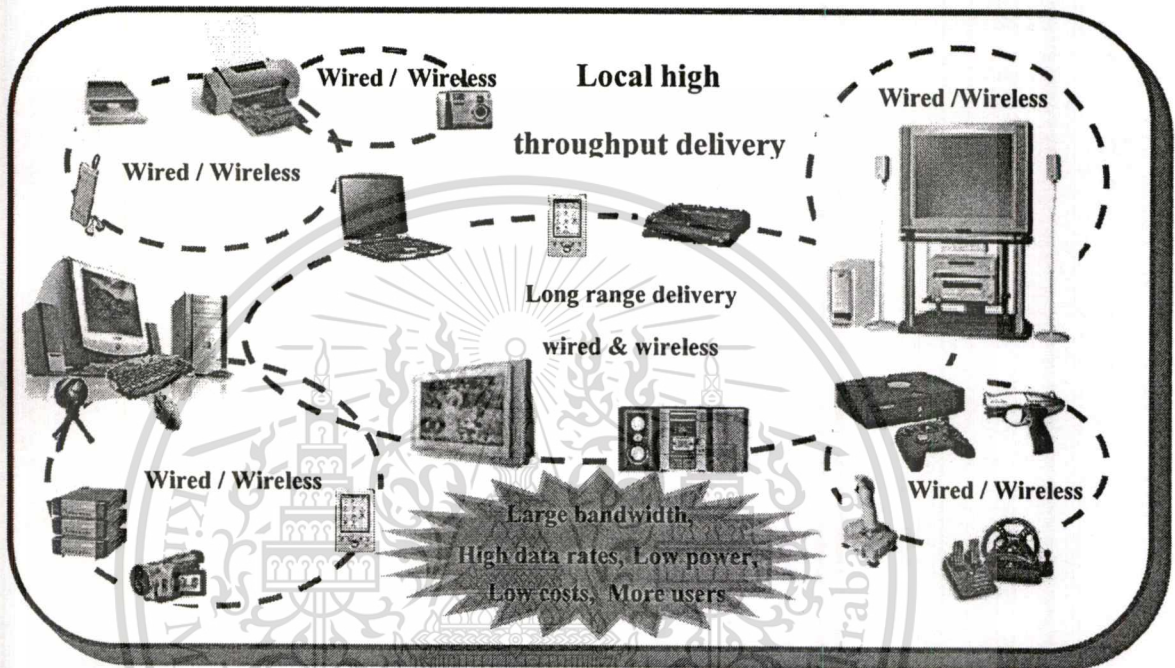 Wired / Wireless
Local high
throughput delivery
Wired /Wireless
Wired / Wireless
Long range delivery
wired & wireless
Wired / Wireless
Wired / Wireless
Large bandwidth,
High data rates, Low power,
Low costs, More users